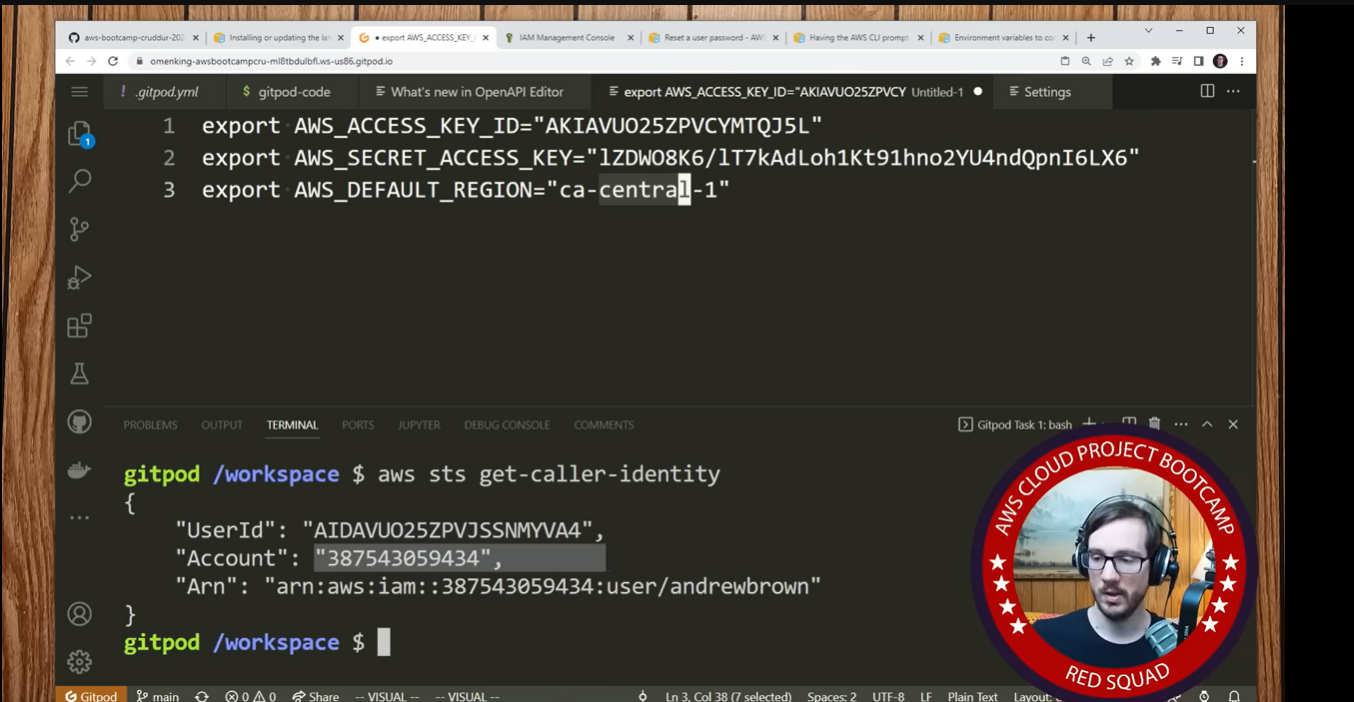 aws-bootcamp-cruddur-202
Installing or updating the lat
export AWS_ACCESS_KEY_
IAM Management Console
Reset a user password - AWS
Having the AWS CLI prompt
Environment variables to co
omenking-awsbootcampcru-ml8tbdulbfl.ws-us86.gitpod.io
! .gitpod.yml
$ gitpod-code
What's new in OpenAPI Editor
export AWS_ACCESS_KEY_ID="AKIAVUO25ZPVCY Untitled-1
Settings
1 export AWS_ACCESS_KEY_ID="AKIAVUO25ZPVCYMTQJ5L"
2 export AWS_SECRET_ACCESS_KEY="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"
3 export AWS_DEFAULT_REGION="ca-central-1"
1
PROBLEMS OUTPUT TERMINAL PORTS JUPYTER DEBUG CONSOLE COMMENTS
Gitpod Task 1: bash
gitpod /workspace $ aws sts get-caller-identity
{
"UserId": "AIDAVUO25ZPVJSSNMYVA4",
"Account": "387543059434",
"Arn": "arn:aws:iam::387543059434:user/andrewbrown"
}
gitpod /workspace $
AWS CLOUD PROJECT BOOTCAMP
RED SQUAD
Gitpod main 0 0 Share -- VISUAL -- -- VISUAL --
Ln 3, Col 38 (7 selected) Spaces: 2 UTF-8 LF Plain Text Layout: